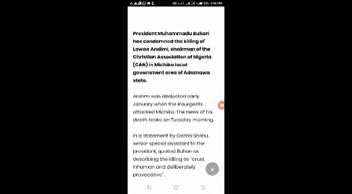 President Muhammadu Buhari
has condemned the killing of
Lawan Andimi, chairman of the
Christian Association of Nigeria
(CAN) in Michika local
government area of Adamawa
state.
Andimi was abducted early
January when the insurgents
attacked Michika. The news of his
death broke on Tuesday morning.
In a statement by Garba Shehu,
senior special assistant to the
president, quoted Buhari as
describing the killing as "cruel,
inhuman and deliberately
provocative".